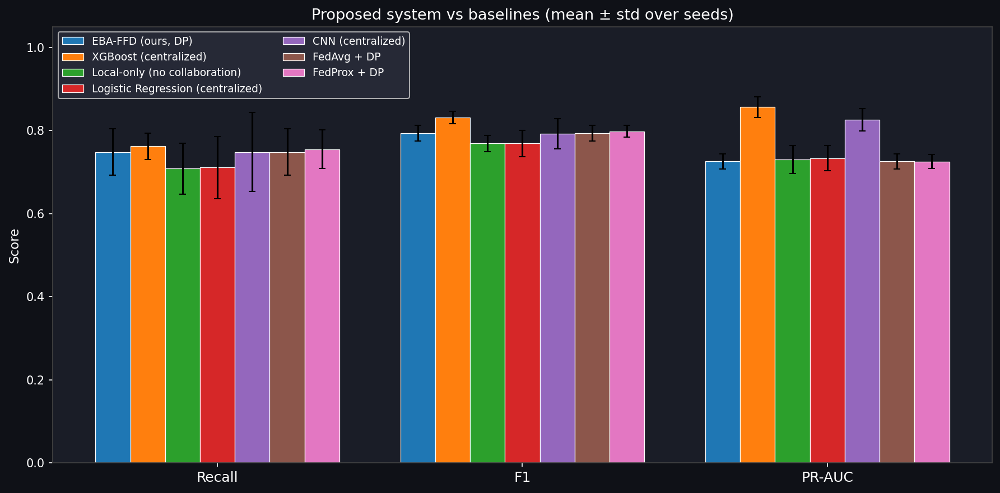 Proposed system vs baselines (mean ± std over seeds)
EBA-FFD (ours, DP)
XGBoost (centralized)
Local-only (no collaboration)
Logistic Regression (centralized)
CNN (centralized)
FedAvg + DP
FedProx + DP
Score
1.0
0.8
0.6
0.4
0.2
0.0
Recall
F1
PR-AUC